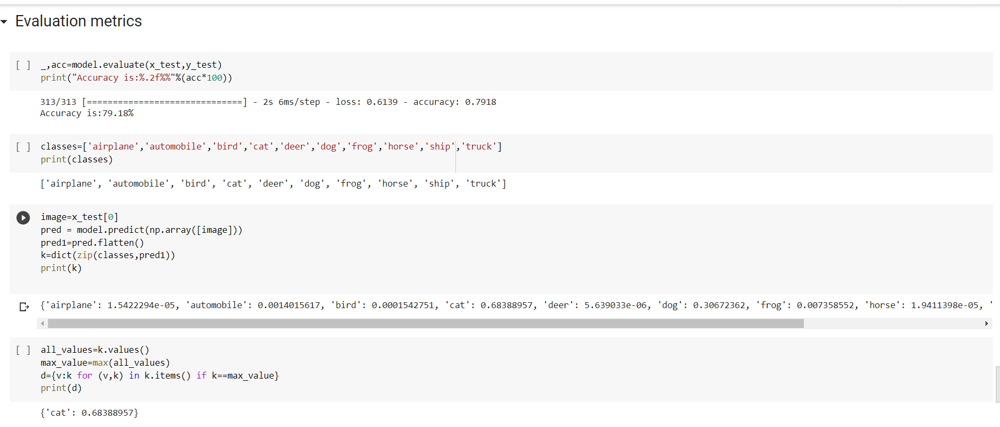 Evaluation metrics
[ ] _,acc=model.evaluate(x_test,y_test)
print("Accuracy is:%.2f%%"%(acc*100))
313/313 [==============================] - 2s 6ms/step - loss: 0.6139 - accuracy: 0.7918
Accuracy is:79.18%
[ ] classes=['airplane','automobile','bird','cat','deer','dog','frog','horse','ship','truck']
print(classes)
['airplane', 'automobile', 'bird', 'cat', 'deer', 'dog', 'frog', 'horse', 'ship', 'truck']
image=x_test[0]
pred = model.predict(np.array([image]))
pred1=pred.flatten()
k=dict(zip(classes,pred1))
print(k)
{'airplane': 1.5422294e-05, 'automobile': 0.0014015617, 'bird': 0.0001542751, 'cat': 0.68388957, 'deer': 5.639033e-06, 'dog': 0.30672362, 'frog': 0.007358552, 'horse': 1.9411398e-05, '
[ ] all_values=k.values()
max_value=max(all_values)
d={v:k for (v,k) in k.items() if k==max_value}
print(d)
{'cat': 0.68388957}